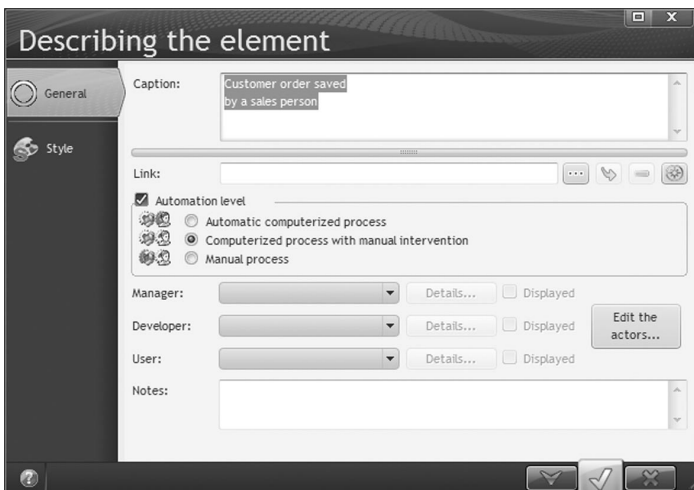 Describing the element
General
Style
Caption:
Customer order saved
by a sales person
Link:
...
Automation level
Automatic computerized process
Computerized process with manual intervention
Manual process
Manager:
Details...
Displayed
Developer:
Details...
Displayed
Edit the
actors...
User:
Details...
Displayed
Notes:
?